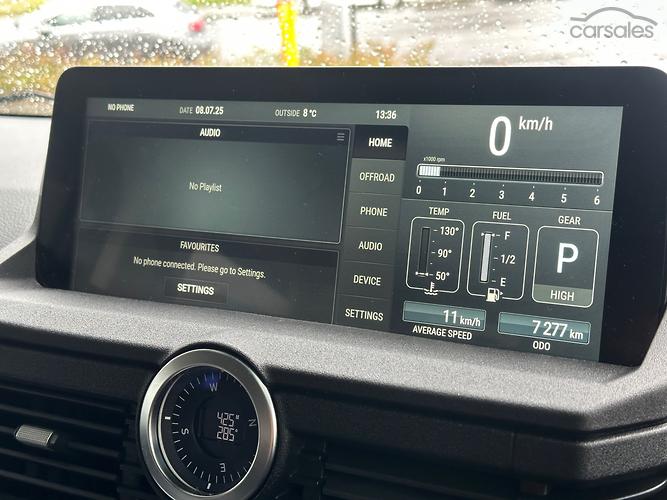 carsales
NO PHONE DATE 08.07.25 OUTSIDE 8 °C 13:36
AUDIO
No Playlist
FAVOURITES
No phone connected. Please go to Settings.
SETTINGS
HOME
OFFROAD
PHONE
AUDIO
DEVICE
SETTINGS
0 km/h
x1000 rpm
0 1 2 3 4 5 6
TEMP
130°
90°
50°
FUEL
F
1/2
E
GEAR
P
HIGH
11 km/h
AVERAGE SPEED
7 277 km
ODO
W
N
S
E